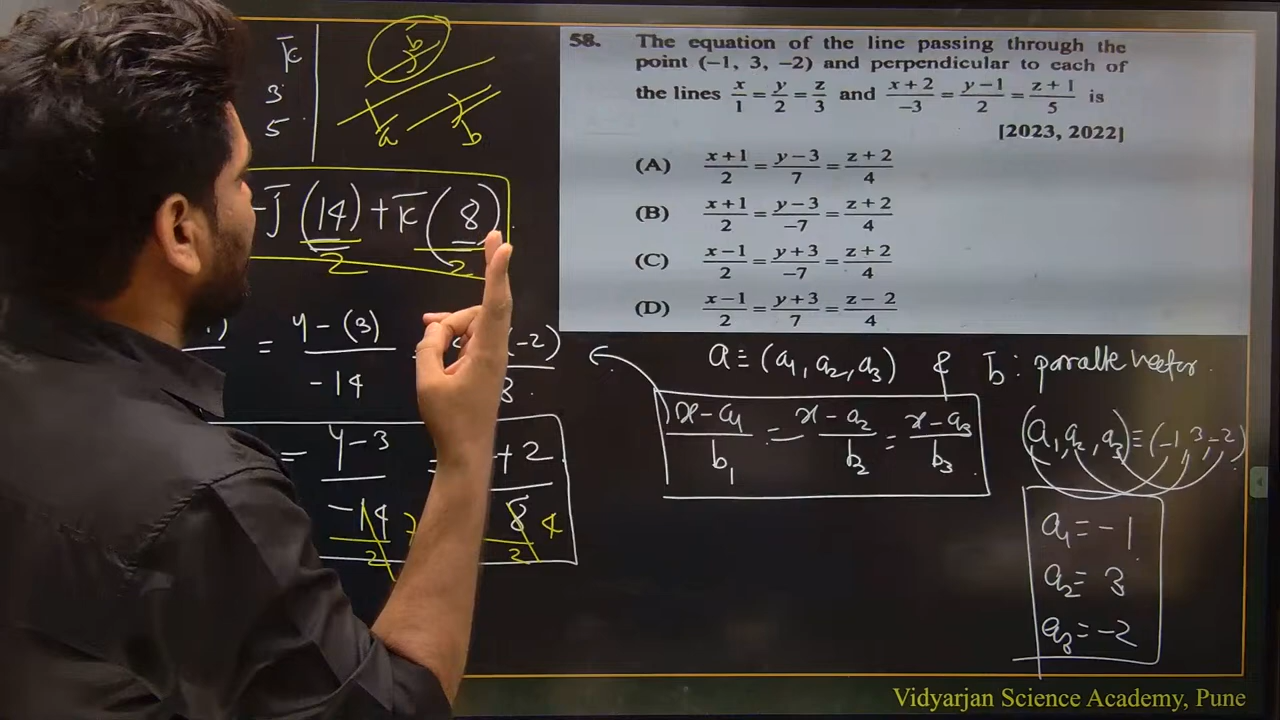 58. The equation of the line passing through the
point (−1, 3, −2) and perpendicular to each of
the lines x/1 = y/2 = z/3 and x+2/−3 = y−1/2 = z+1/5 is
[2023, 2022]
(A) x+1/2 = y−3/7 = z+2/4
(B) x+1/2 = y−3/−7 = z+2/4
(C) x−1/2 = y+3/−7 = z+2/4
(D) x−1/2 = y+3/7 = z−2/4
k̅
3
5
b̅
a b
−j̅ (14) + k̅ (8)
2 2
= y−(3)/−14 = (−2)
= y−3/−14 = +2/8 4
2 2
a ≡ (a₁, a₂, a₃) & b̅ : paralle vector.
x−a₁/b₁ = x−a₂/b₂ = x−a₃/b₃
(a₁, a₂, a₃) ≡ (−1, 3, −2)
a₁ = −1
a₂ = 3
a₃ = −2
Vidyarjan Science Academy, Pune